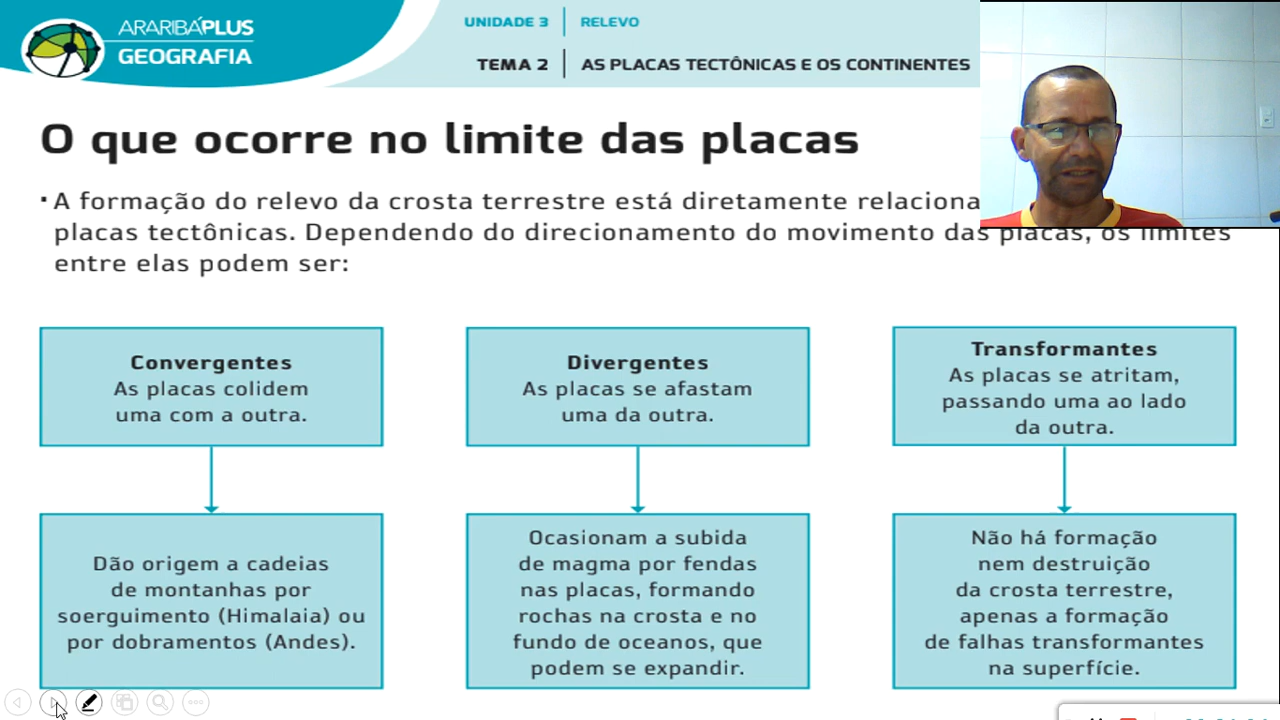 ARARIBÁPLUS
GEOGRAFIA
UNIDADE 3
RELEVO
TEMA 2
AS PLACAS TECTÔNICAS E OS CONTINENTES
O que ocorre no limite das placas
· A formação do relevo da crosta terrestre está diretamente
placas tectônicas. Dependendo do direcionamento do movimento das placas, os limites
entre elas podem ser:
Convergentes
As placas colidem
uma com a outra.
Dão origem a cadeias
de montanhas por
soerguimento (Himalaia) ou
por dobramentos (Andes).
Divergentes
As placas se afastam
uma da outra.
Ocasionam a subida
de magma por fendas
nas placas, formando
rochas na crosta e no
fundo de oceanos, que
podem se expandir.
Transformantes
As placas se atritam,
passando uma ao lado
da outra.
Não há formação
nem destruição
da crosta terrestre,
apenas a formação
de falhas transformantes
na superfície.